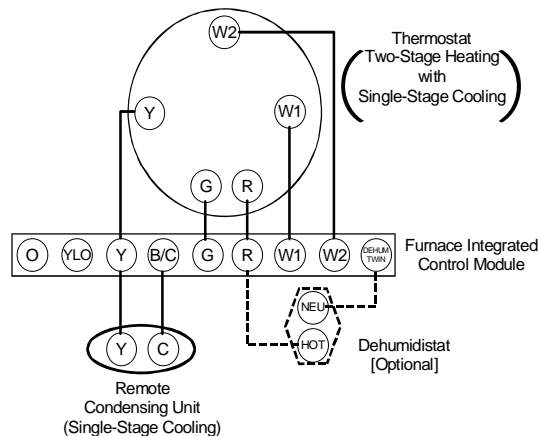 W2
Thermostat
Two-Stage Heating
with
Single-Stage Cooling
Y
W1
G
R
O
YLO
Y
B/C
G
R
W1
W2
DEHUM
TWIN
Furnace Integrated
Control Module
NEU
HOT
Dehumidistat
[Optional]
Y
C
Remote
Condensing Unit
(Single-Stage Cooling)